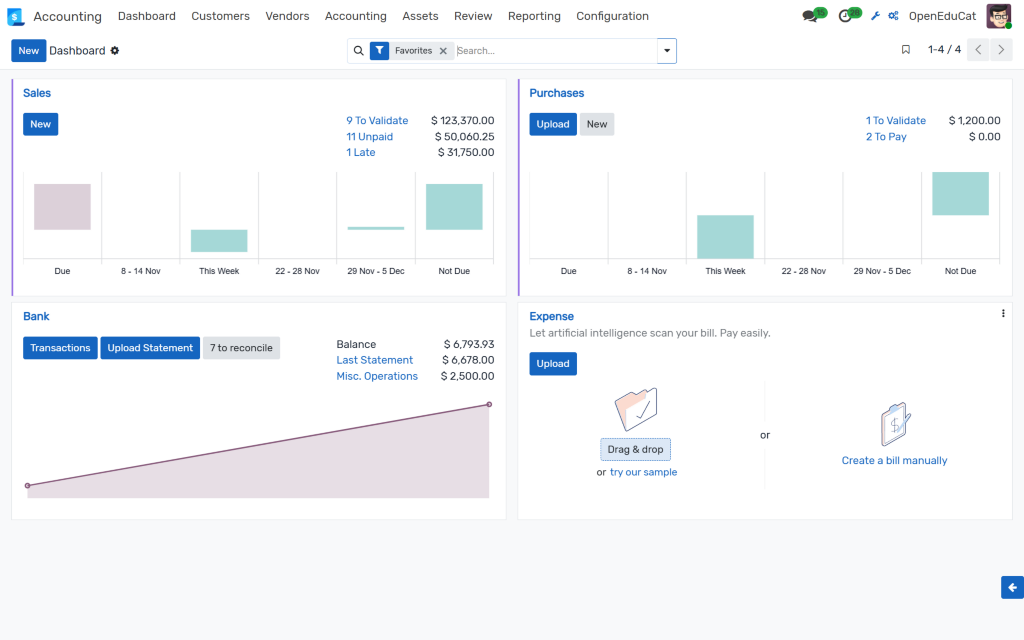 Accounting Dashboard Customers Vendors Accounting Assets Review Reporting Configuration 15 28 OpenEduCat
New Dashboard Favorites Search... 1-4 / 4
Sales
New
9 To Validate $ 123,370.00
11 Unpaid $ 50,060.25
1 Late $ 31,750.00
Due 8 - 14 Nov This Week 22 - 28 Nov 29 Nov - 5 Dec Not Due
Purchases
Upload New
1 To Validate $ 1,200.00
2 To Pay $ 0.00
Due 8 - 14 Nov This Week 22 - 28 Nov 29 Nov - 5 Dec Not Due
Bank
Transactions Upload Statement 7 to reconcile
Balance $ 6,793.93
Last Statement $ 6,678.00
Misc. Operations $ 2,500.00
Expense
Let artificial intelligence scan your bill. Pay easily.
Upload
Drag & drop
or try our sample
or
Create a bill manually